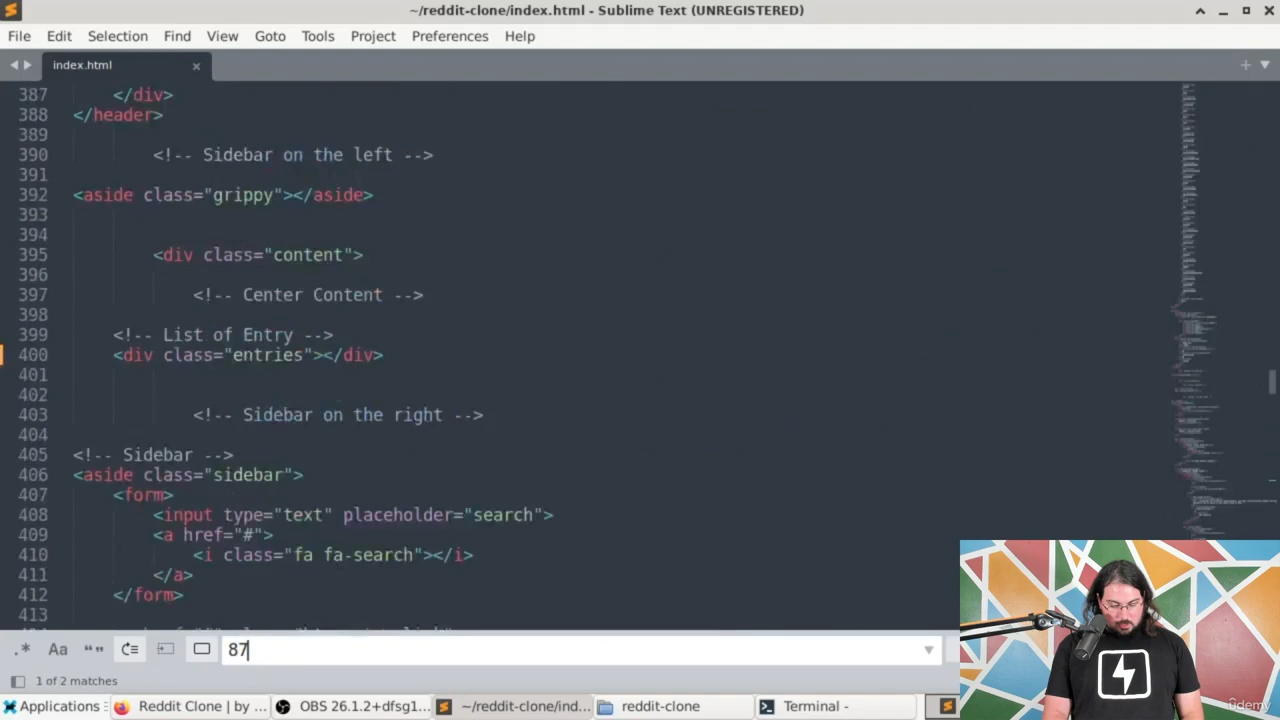 ~/reddit-clone/index.html - Sublime Text (UNREGISTERED)
File Edit Selection Find View Goto Tools Project Preferences Help
index.html
387 </div>
388 </header>
389
390 <!-- Sidebar on the left -->
391
392 <aside class="grippy"></aside>
393
394
395 <div class="content">
396
397 <!-- Center Content -->
398
399 <!-- List of Entry -->
400 <div class="entries"></div>
401
402
403 <!-- Sidebar on the right -->
404
405 <!-- Sidebar -->
406 <aside class="sidebar">
407 <form>
408 <input type="text" placeholder="search">
409 <a href="#">
410 <i class="fa fa-search"></i>
411 </a>
412 </form>
413
.* Aa “” 87
1 of 2 matches
Applications Reddit Clone | by ... OBS 26.1.2+dfsg1... ~/reddit-clone/ind... reddit-clone Terminal -
ûdemy